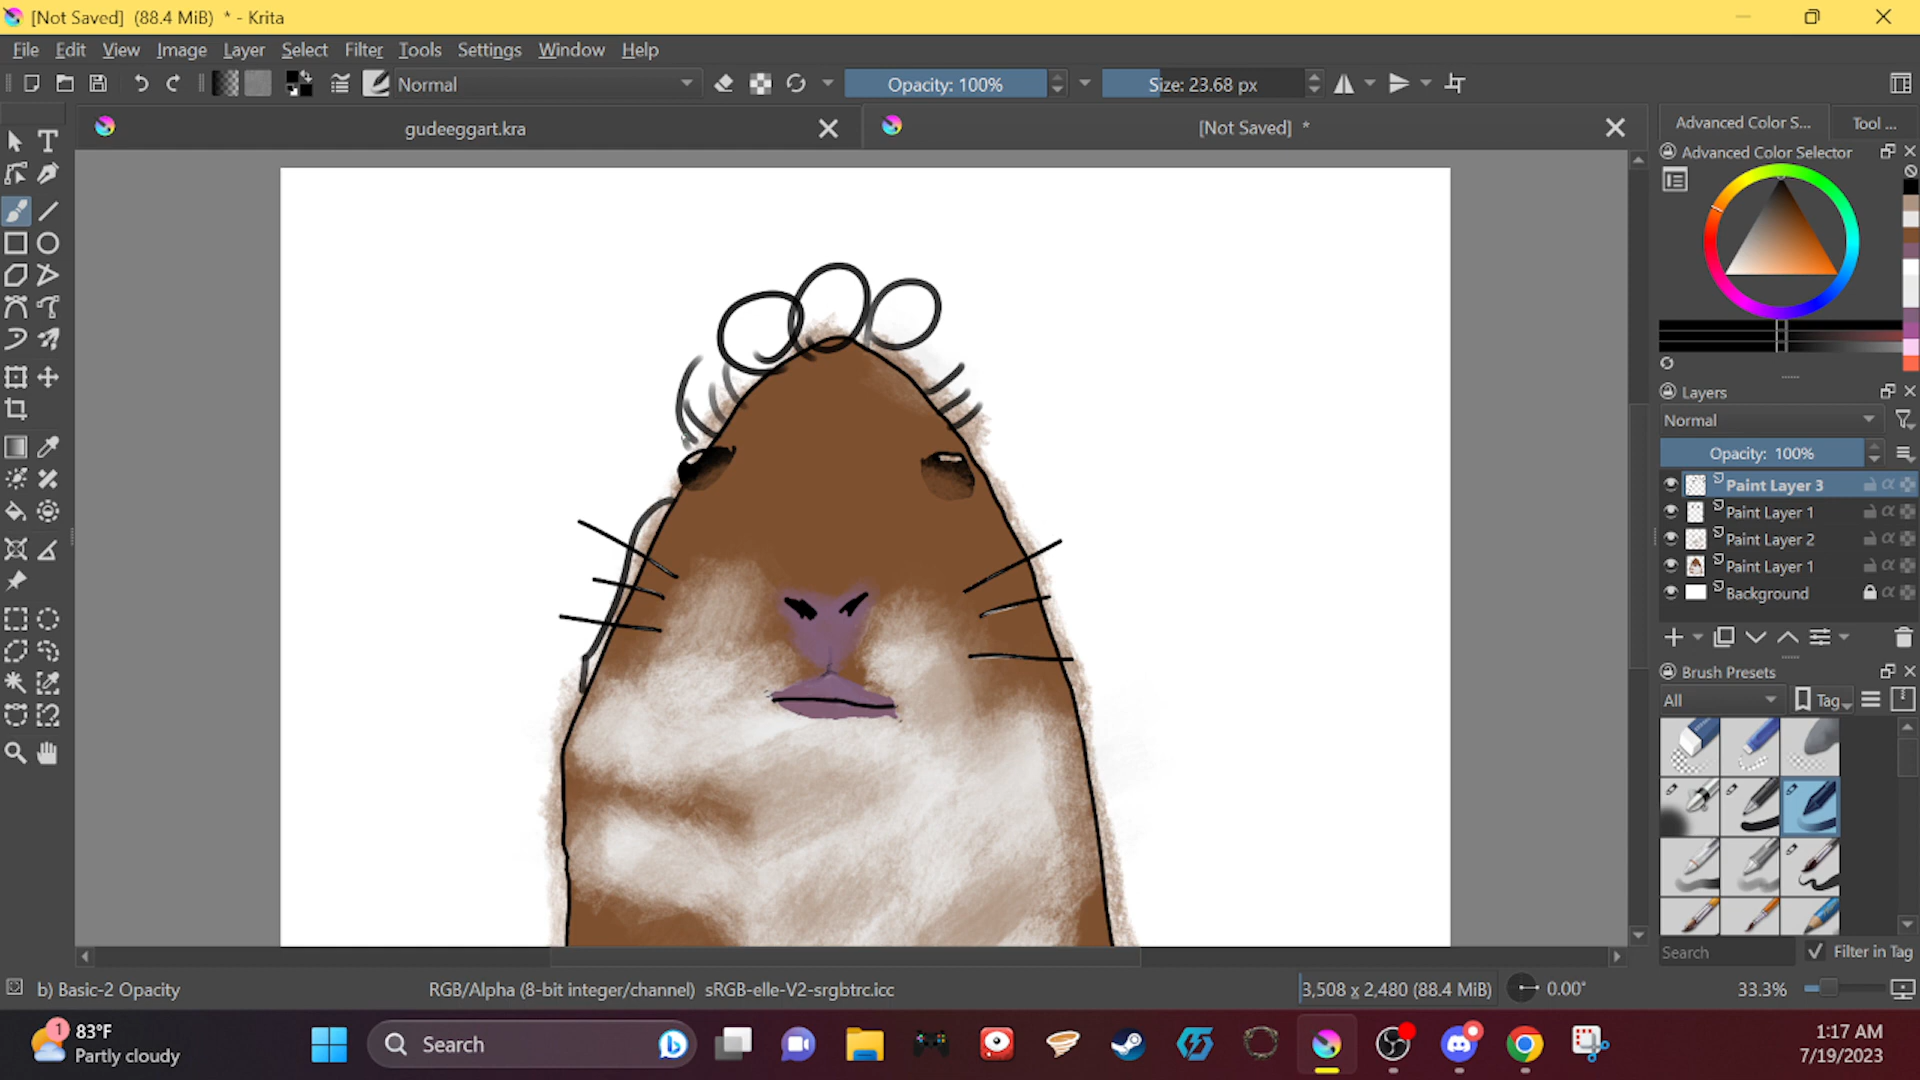 [Not Saved] (88.4 MiB) * - Krita
File Edit View Image Layer Select Filter Tools Settings Window Help
Normal
Opacity: 100%
Size: 23.68 px
gudeeggart.kra
[Not Saved] *
Advanced Color S...
Tool ...
Advanced Color Selector
Layers
Normal
Opacity: 100%
Paint Layer 3
Paint Layer 1
Paint Layer 2
Paint Layer 1
Background
Brush Presets
All
Tag
Search
Filter in Tag
b) Basic-2 Opacity
RGB/Alpha (8-bit integer/channel) sRGB-elle-V2-srgbtrc.icc
3,508 x 2,480 (88.4 MiB)
0.00°
33.3%
1
83°F
Partly cloudy
Search
1:17 AM
7/19/2023